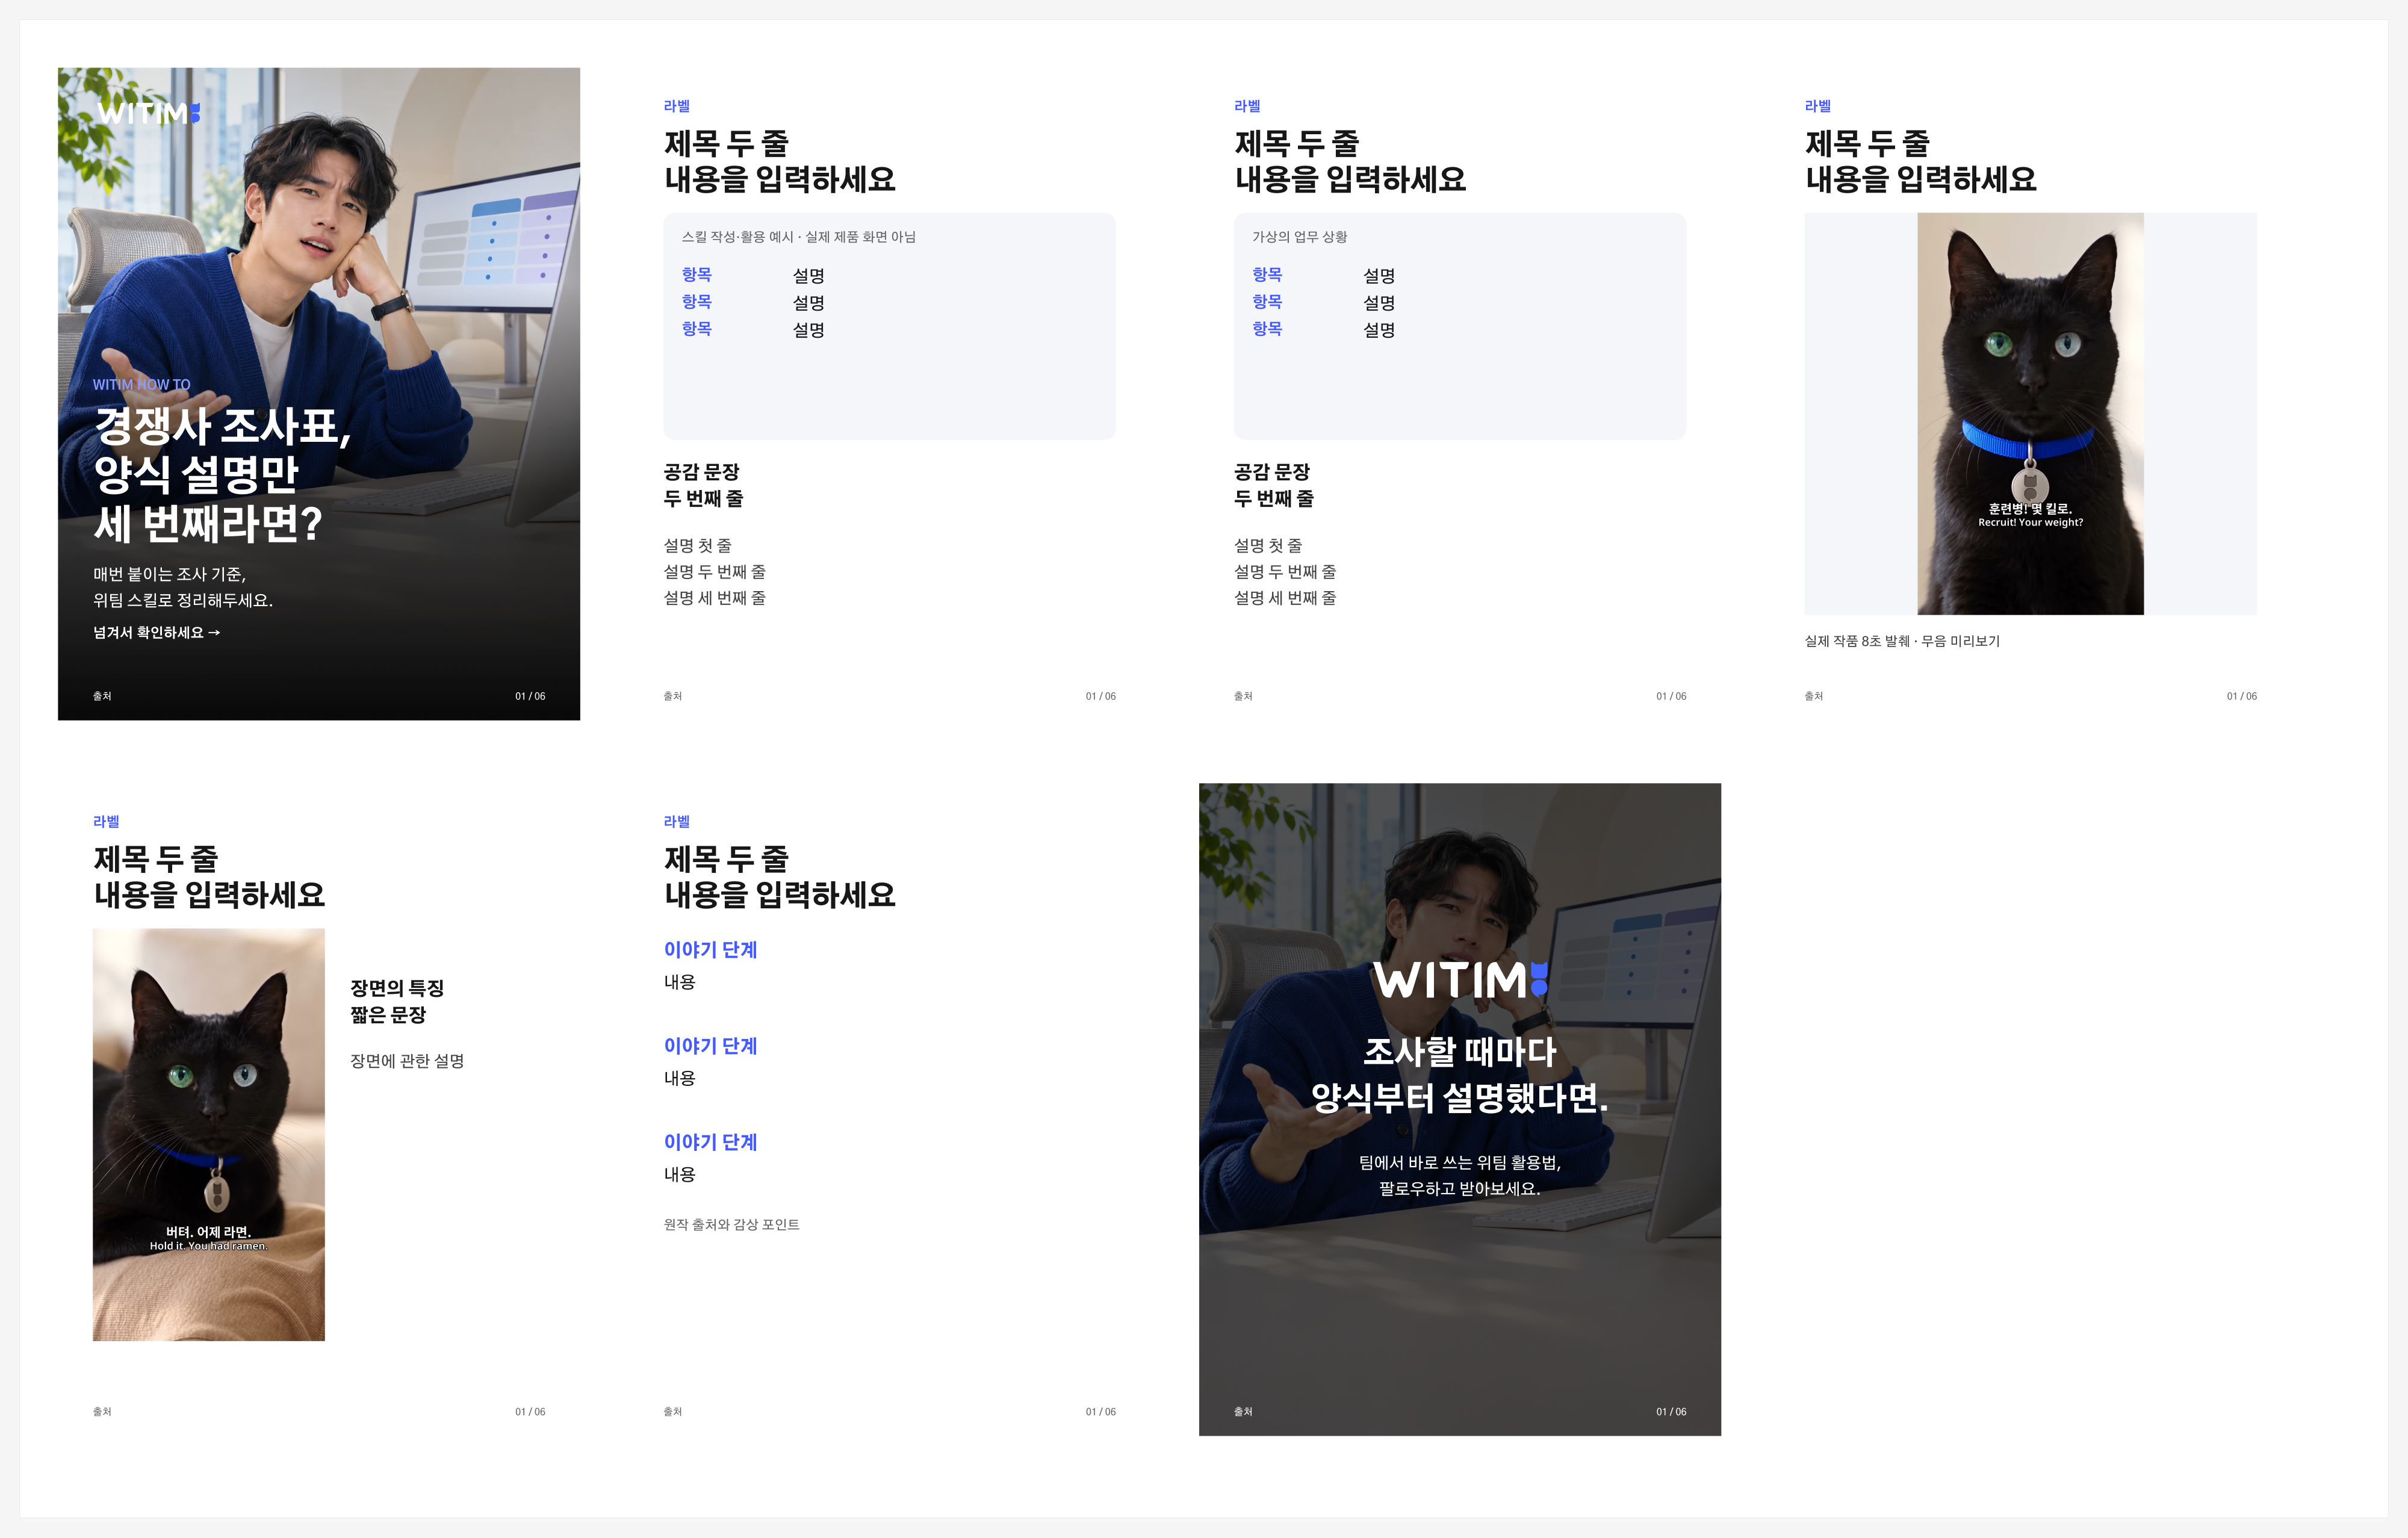 WITIM
WITIM HOW TO
경쟁사 조사표,
양식 설명만
세 번째라면?
매번 붙이는 조사 기준,
위팀 스킬로 정리해두세요.
넘겨서 확인하세요 →
출처
01 / 06
라벨
제목 두 줄
내용을 입력하세요
스킬 작성·활용 예시 · 실제 제품 화면 아님
항목 설명
항목 설명
항목 설명
공감 문장
두 번째 줄
설명 첫 줄
설명 두 번째 줄
설명 세 번째 줄
출처
01 / 06
라벨
제목 두 줄
내용을 입력하세요
가상의 업무 상황
항목 설명
항목 설명
항목 설명
공감 문장
두 번째 줄
설명 첫 줄
설명 두 번째 줄
설명 세 번째 줄
출처
01 / 06
라벨
제목 두 줄
내용을 입력하세요
훈련병! 몇 킬로.
Recruit! Your weight?
실제 작품 8초 발췌 · 무음 미리보기
출처
01 / 06
라벨
제목 두 줄
내용을 입력하세요
버텨. 어제 라면.
Hold it. You had ramen.
장면의 특징
짧은 문장
장면에 관한 설명
출처
01 / 06
라벨
제목 두 줄
내용을 입력하세요
이야기 단계
내용
이야기 단계
내용
이야기 단계
내용
원작 출처와 감상 포인트
출처
01 / 06
WITIM
조사할 때마다
양식부터 설명했다면.
팀에서 바로 쓰는 위팀 활용법,
팔로우하고 받아보세요.
출처
01 / 06